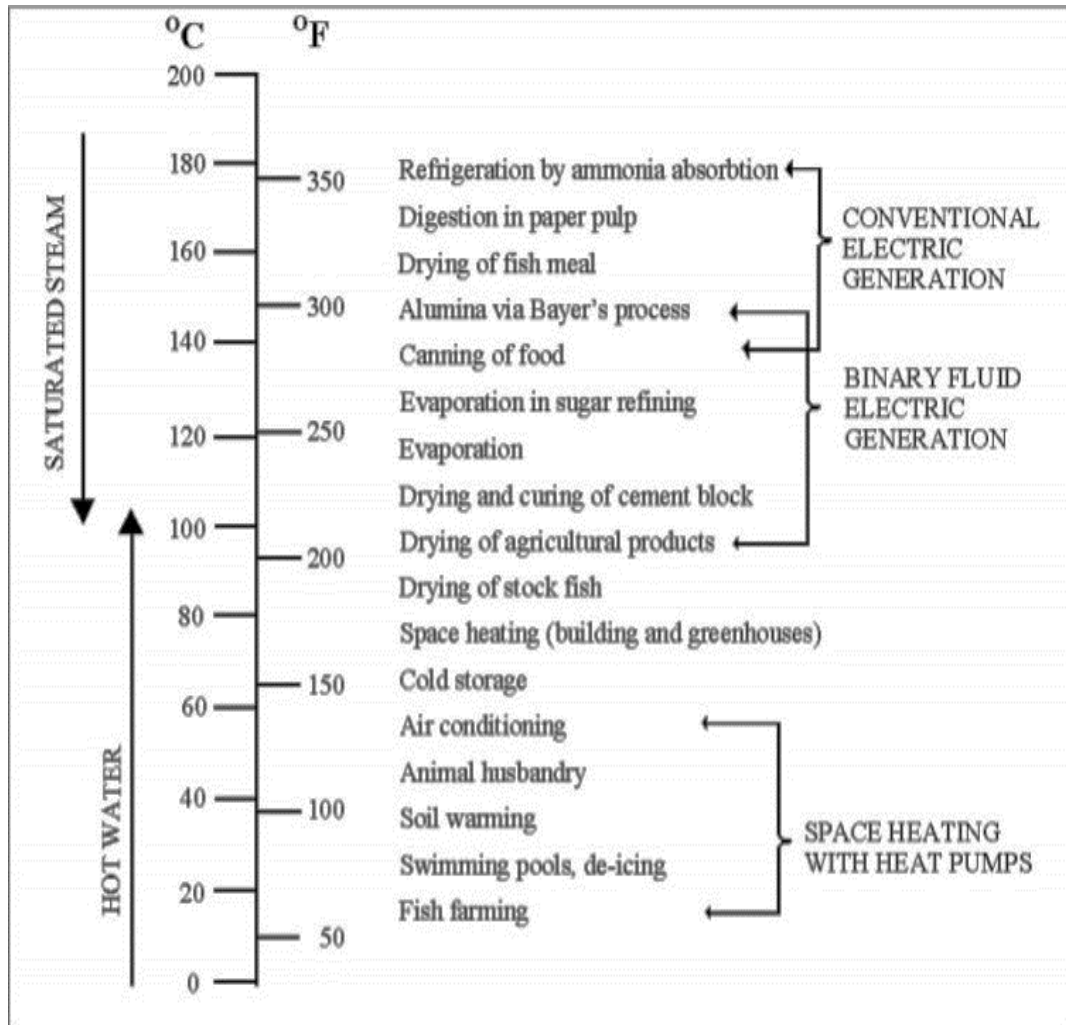 °C
°F
200
180
160
140
120
100
80
60
40
20
0
350
300
250
200
150
100
50
SATURATED STEAM
HOT WATER
Refrigeration by ammonia absorbtion
Digestion in paper pulp
Drying of fish meal
Alumina via Bayer's process
Canning of food
Evaporation in sugar refining
Evaporation
Drying and curing of cement block
Drying of agricultural products
Drying of stock fish
Space heating (building and greenhouses)
Cold storage
Air conditioning
Animal husbandry
Soil warming
Swimming pools, de-icing
Fish farming
CONVENTIONAL
ELECTRIC
GENERATION
BINARY FLUID
ELECTRIC
GENERATION
SPACE HEATING
WITH HEAT PUMPS